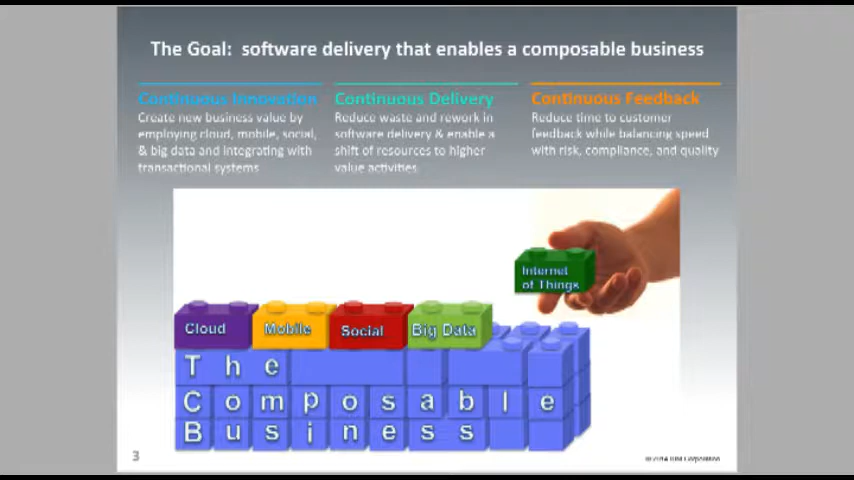 The Goal: software delivery that enables a composable business
Continuous Innovation
Create new business value by
employing cloud, mobile, social,
& big data and integrating with
transactional systems
Continuous Delivery
Reduce waste and rework in
software delivery & enable a
shift of resources to higher
value activities
Continuous Feedback
Reduce time to customer
feedback while balancing speed
with risk, compliance, and quality
Internet
of Things
Cloud
Mobile
Social
Big Data
The
Composable
Business
3
© 2014 IBM Corporation